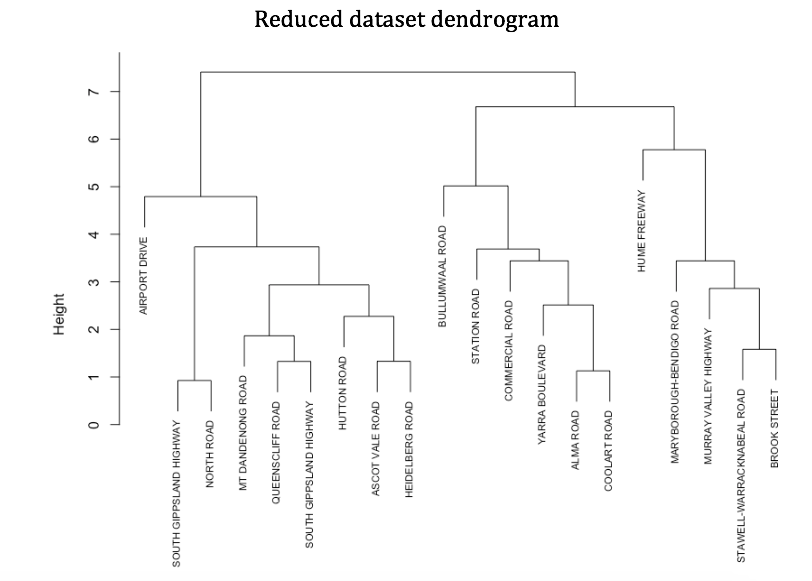 Reduced dataset dendrogram
Height
7
6
5
4
3
2
1
0
AIRPORT DRIVE
SOUTH GIPPSLAND HIGHWAY
NORTH ROAD
MT DANDENONG ROAD
QUEENSCLIFF ROAD
SOUTH GIPPSLAND HIGHWAY
HUTTON ROAD
ASCOT VALE ROAD
HEIDELBERG ROAD
BULLUMWAAL ROAD
STATION ROAD
COMMERCIAL ROAD
YARRA BOULEVARD
ALMA ROAD
COOLART ROAD
HUME FREEWAY
MARYBOROUGH-BENDIGO ROAD
MURRAY VALLEY HIGHWAY
STAWELL-WARRACKNABEAL ROAD
BROOK STREET